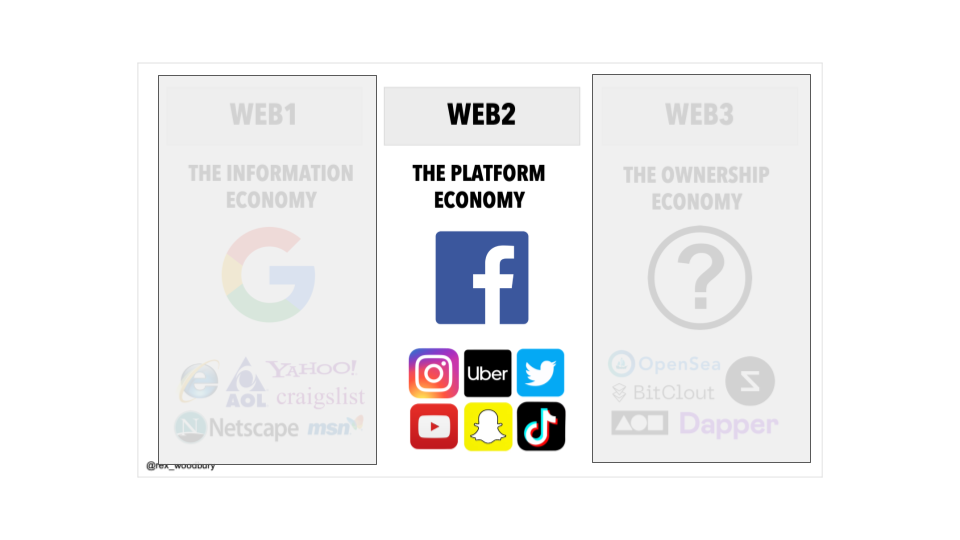 WEB1
THE INFORMATION
ECONOMY
YAHOO!
AOL
craigslist
Netscape
msn
@rex_woodbury
WEB2
THE PLATFORM
ECONOMY
Uber
WEB3
THE OWNERSHIP
ECONOMY
?
OpenSea
BitClout
Dapper